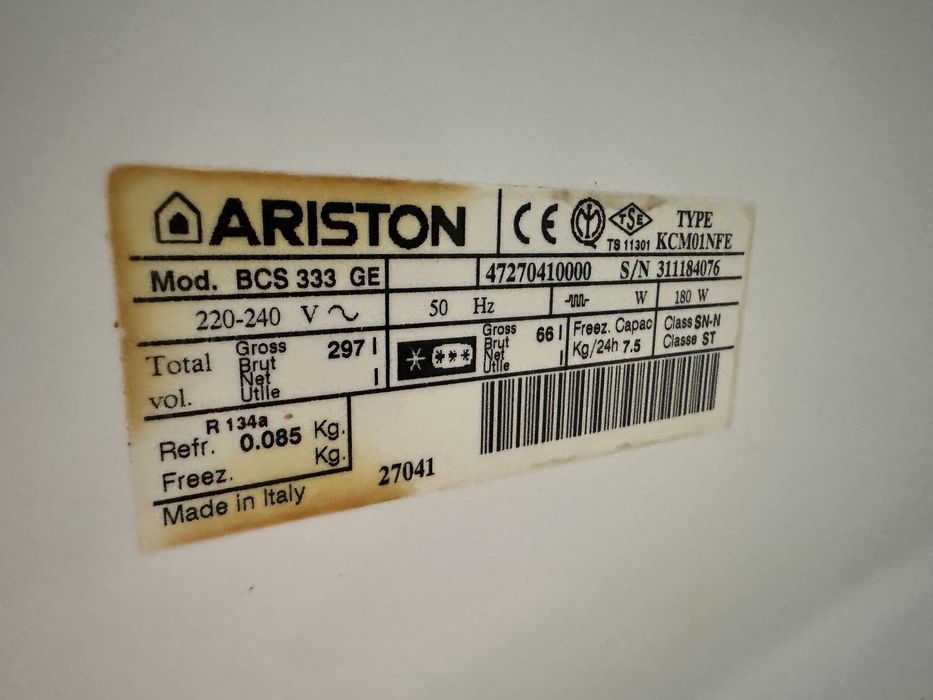 ARISTON CE TSE TYPE
TS 11301 KCM01NFE
Mod. BCS 333 GE 47270410000 S/N 311184076
220-240 V 50 Hz W 180 W
Total vol. Gross Brut 297 l
Net Utile l
Gross Brut 66 l
Net Utile l
Freez. Capac Class SN-N
Kg/24h 7.5 Classe ST
R 134a
Refr. 0.085 Kg.
Freez. Kg.
27041
Made in Italy